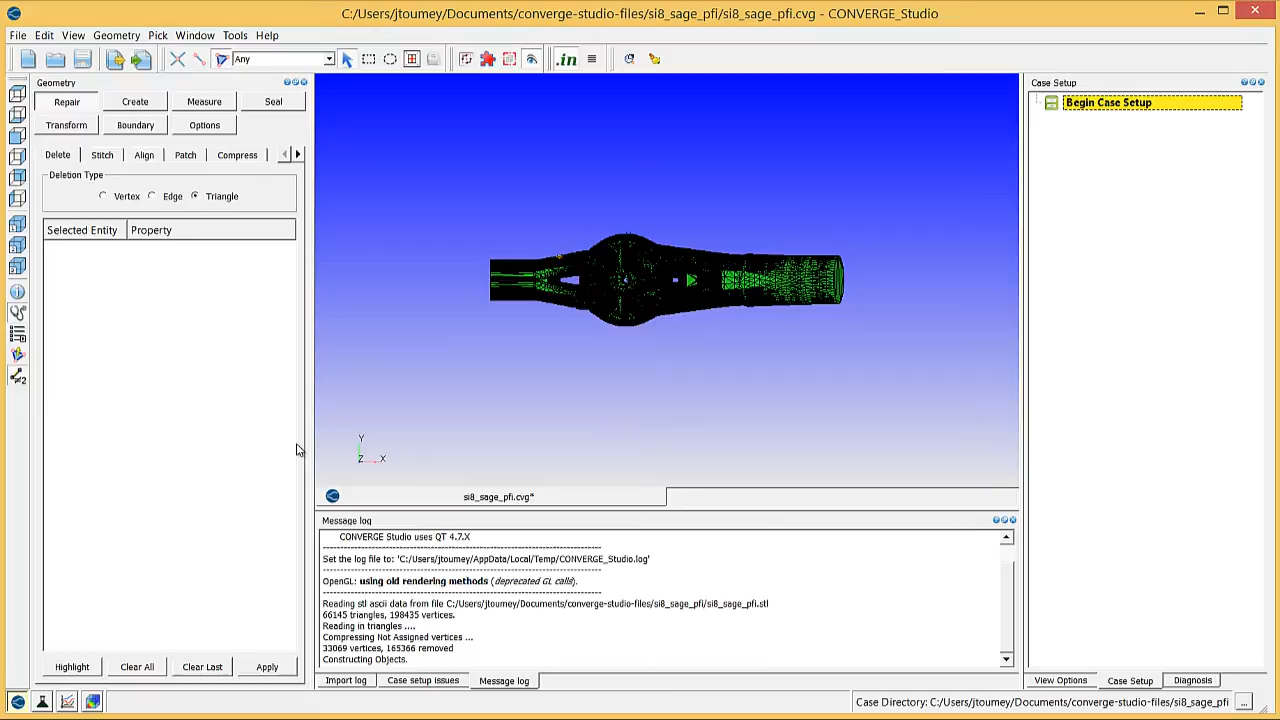 C:/Users/jtoumey/Documents/converge-studio-files/si8_sage_pfi/si8_sage_pfi.cvg - CONVERGE_Studio
File Edit View Geometry Pick Window Tools Help
Any
.in
Geometry
Repair Create Measure Seal
Transform Boundary Options
Delete Stitch Align Patch Compress
Deletion Type
Vertex Edge Triangle
Selected Entity Property
Highlight Clear All Clear Last Apply
Y
Z X
si8_sage_pfi.cvg*
Message log
CONVERGE Studio uses QT 4.7.X
Set the log file to: 'C:/Users/jtoumey/AppData/Local/Temp/CONVERGE_Studio.log'
OpenGL: using old rendering methods (deprecated GL calls).
Reading stl ascii data from file C:/Users/jtoumey/Documents/converge-studio-files/si8_sage_pfi/si8_sage_pfi.stl
66145 triangles, 198435 vertices.
Reading in triangles ....
Compressing Not Assigned vertices ...
33069 vertices, 165366 removed
Constructing Objects.
Import log Case setup issues Message log
Case Setup
Begin Case Setup
View Options Case Setup Diagnosis
Case Directory: C:/Users/jtoumey/Documents/converge-studio-files/si8_sage_pfi ...